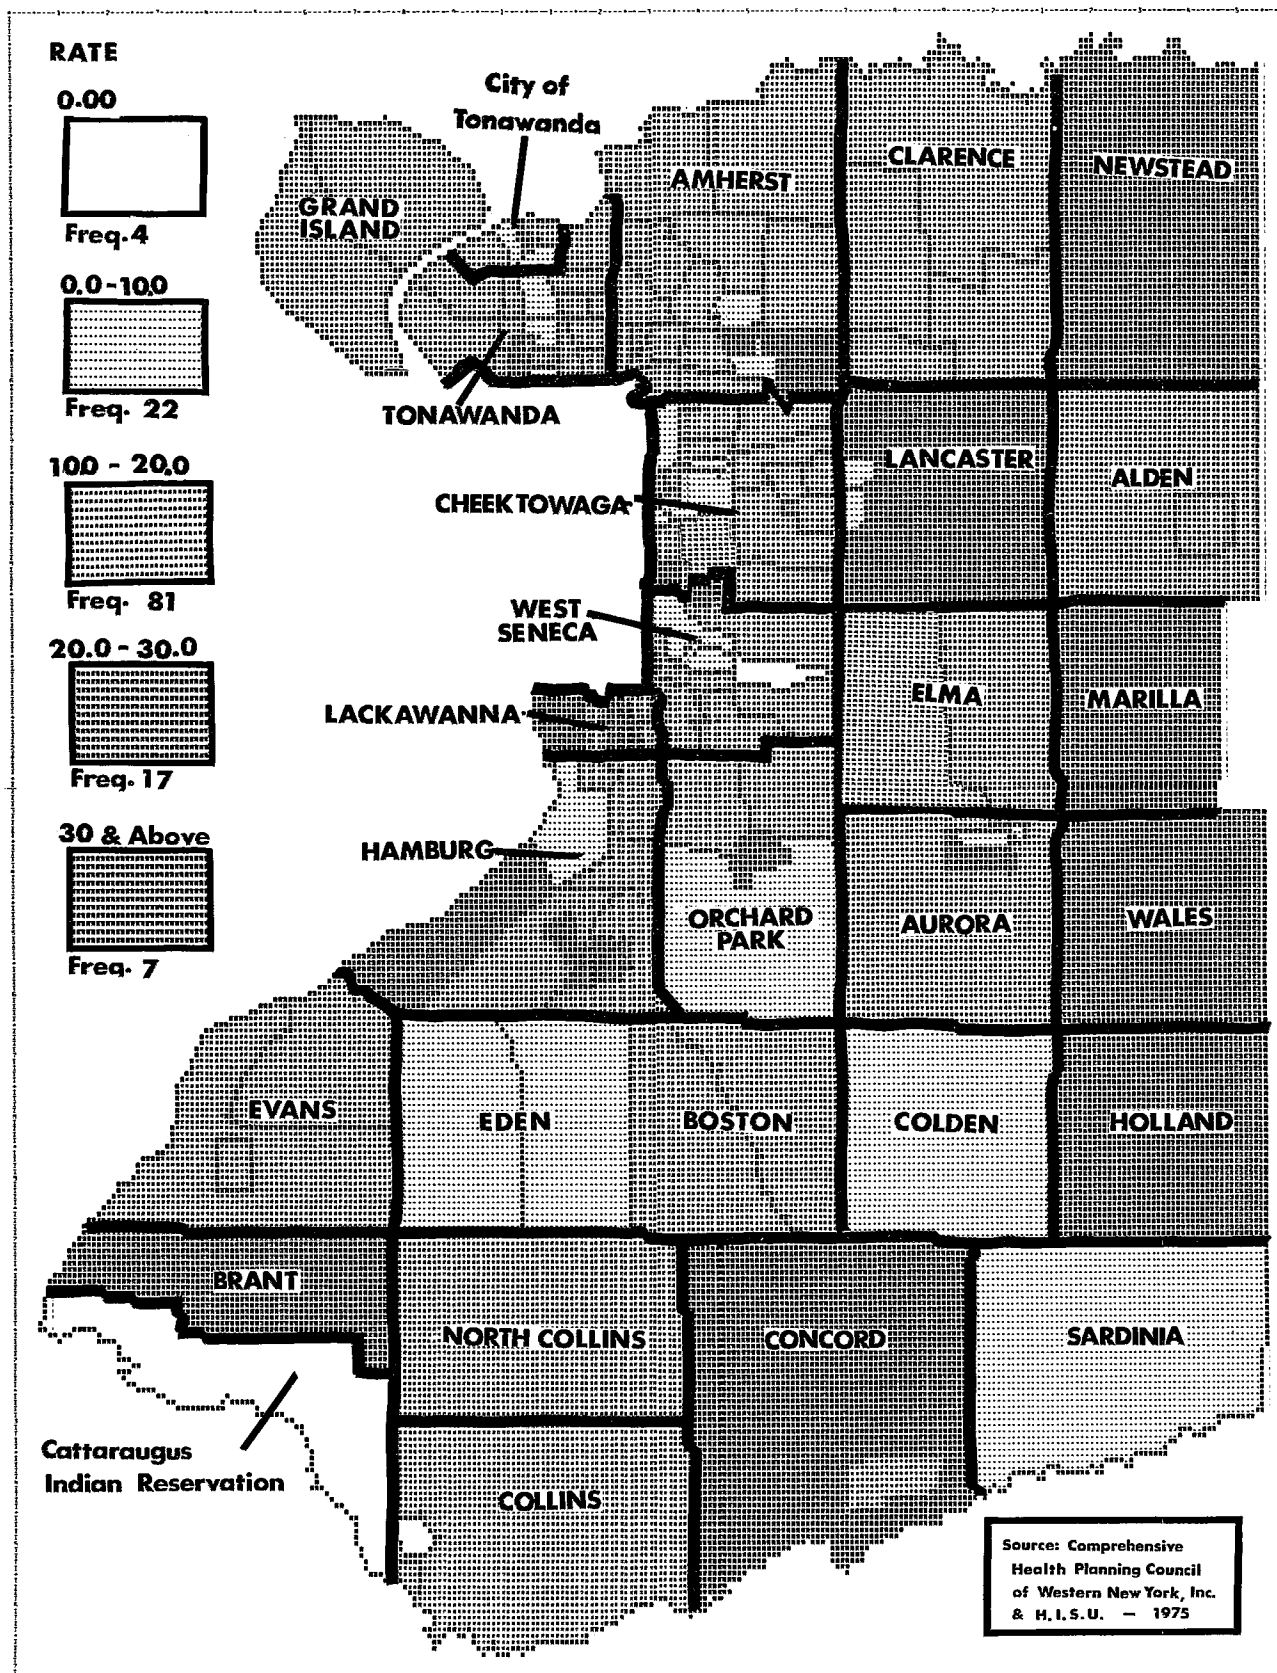 RATE
0.00
Freq. 4
0.0-10.0
Freq. 22
10.0 - 20.0
Freq. 81
20.0 - 30.0
Freq. 17
30 & Above
Freq. 7
City of
Tonawanda
GRAND
ISLAND
AMHERST
CLARENCE
NEWSTEAD
TONAWANDA
CHEEKTOWAGA
LANCASTER
ALDEN
WEST
SENECA
LACKAWANNA
ELMA
MARILLA
HAMBURG
ORCHARD
PARK
AURORA
WALES
EVANS
EDEN
BOSTON
COLDEN
HOLLAND
BRANT
NORTH COLLINS
CONCORD
SARDINIA
Cattaraugus
Indian Reservation
COLLINS
Source: Comprehensive
Health Planning Council
of Western New York, Inc.
& H.I.S.U. — 1975